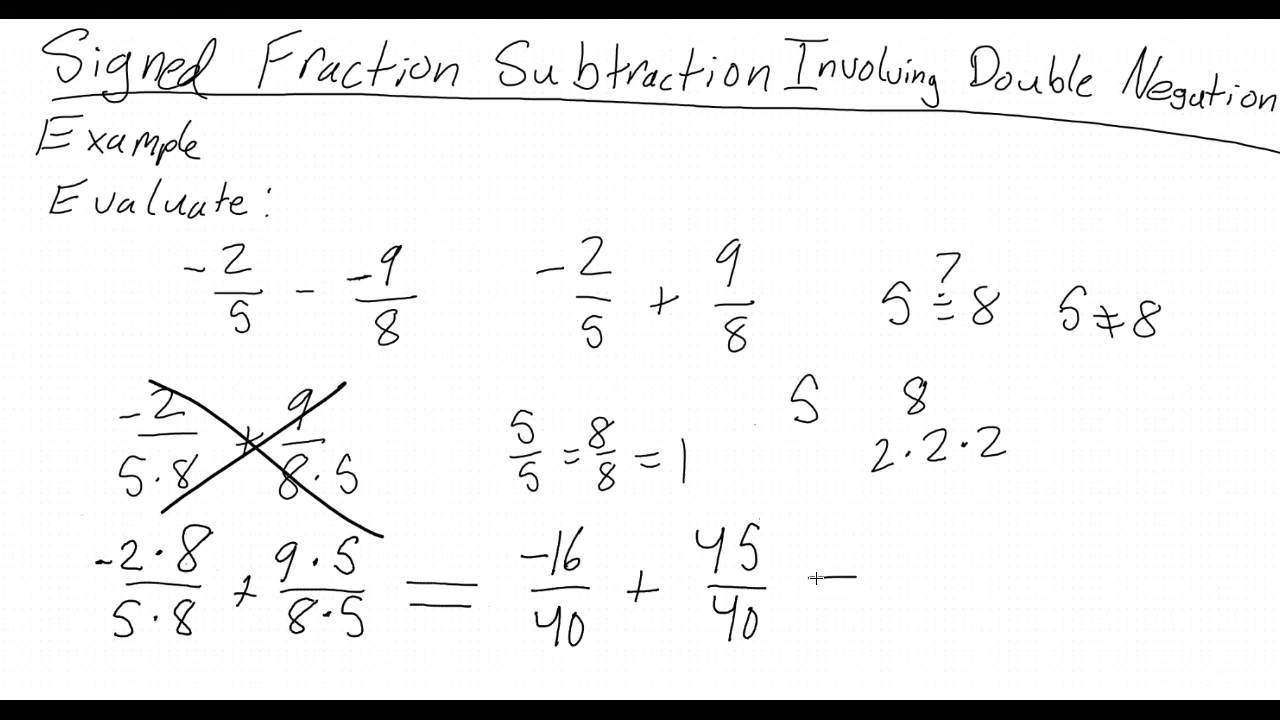 Signed Fraction Subtraction Involving Double Negation
Example
Evaluate:
-2/5 - -9/8   -2/5 + 9/8   5 ≟ 8   5 ≠ 8
-2/5·8 + 9/8·5   5/5 = 8/8 = 1   5   8
2·2·2
-2·8/5·8 + 9·5/8·5 = -16/40 + 45/40 –